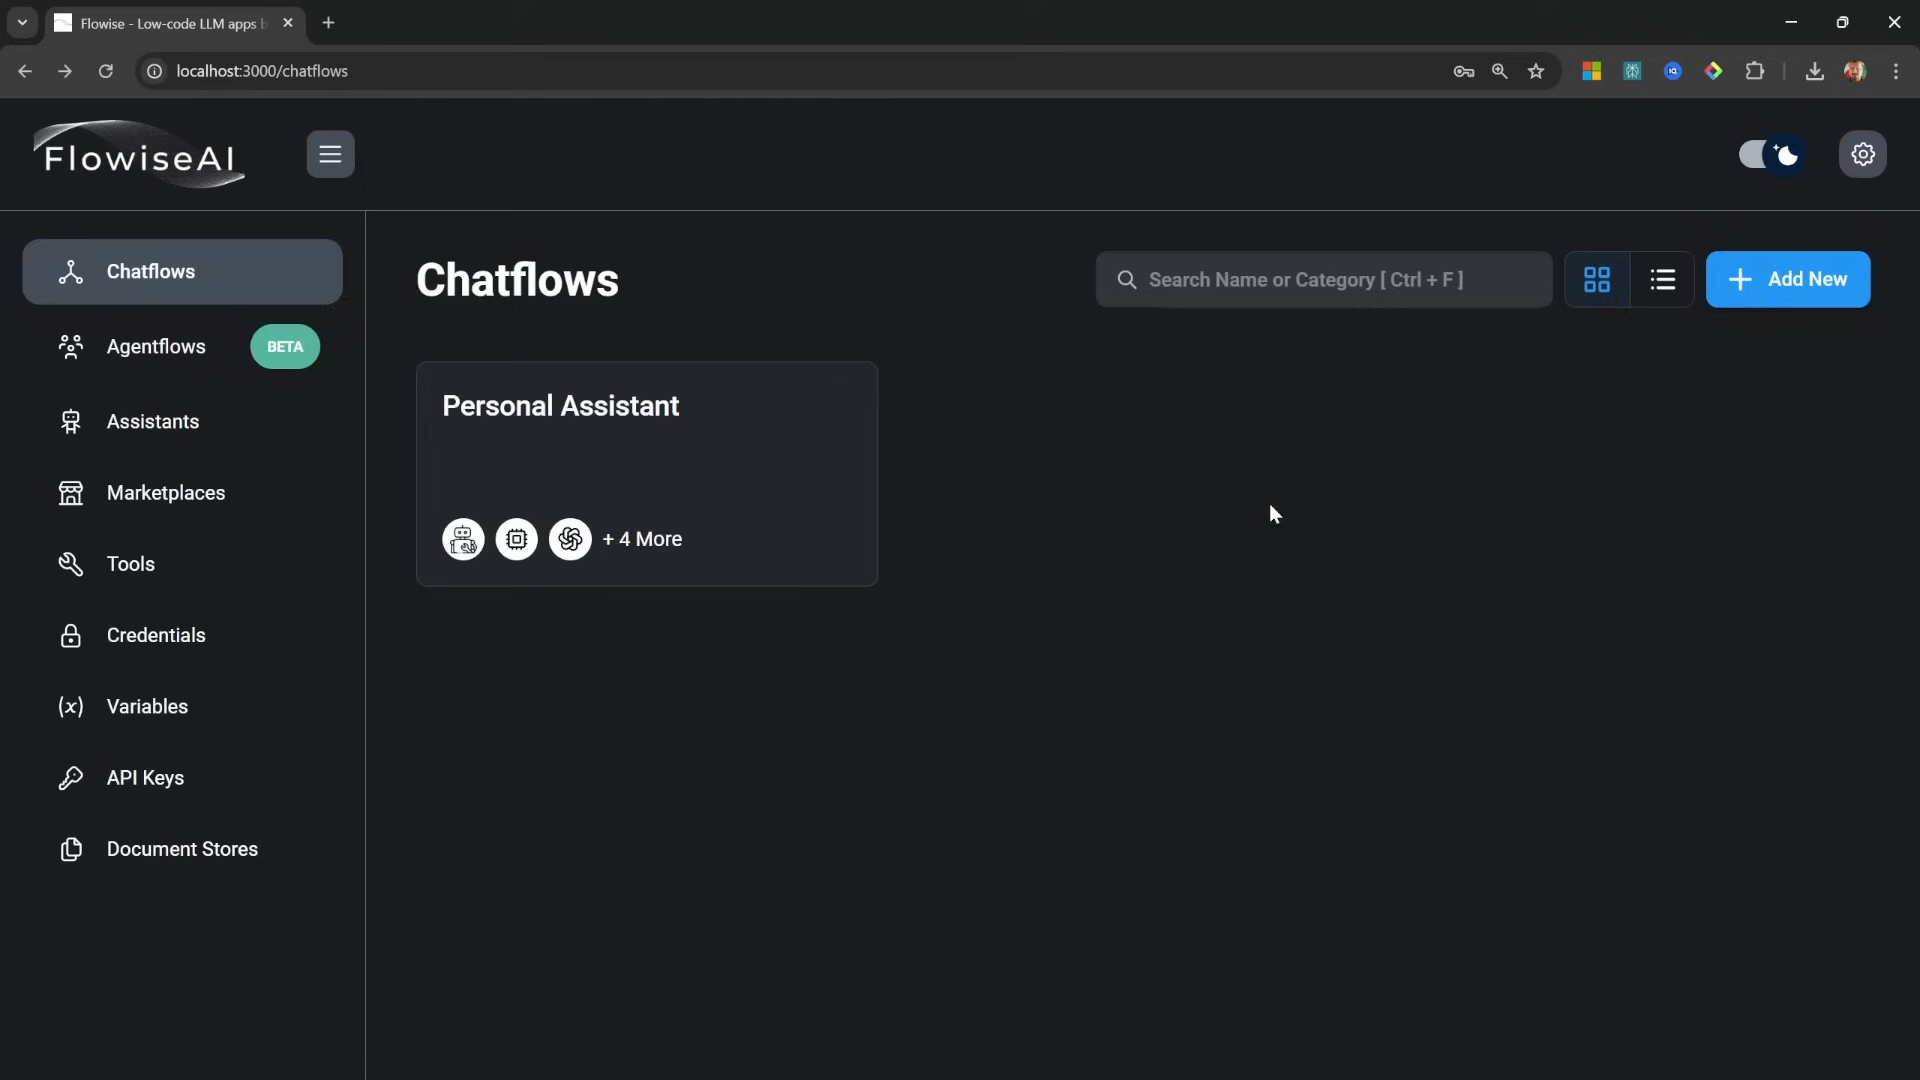 Flowise - Low-code LLM apps b
localhost:3000/chatflows
FlowiseAI
Chatflows
Agentflows
BETA
Assistants
Marketplaces
Tools
Credentials
Variables
API Keys
Document Stores
Chatflows
Search Name or Category [ Ctrl + F ]
Add New
Personal Assistant
+ 4 More